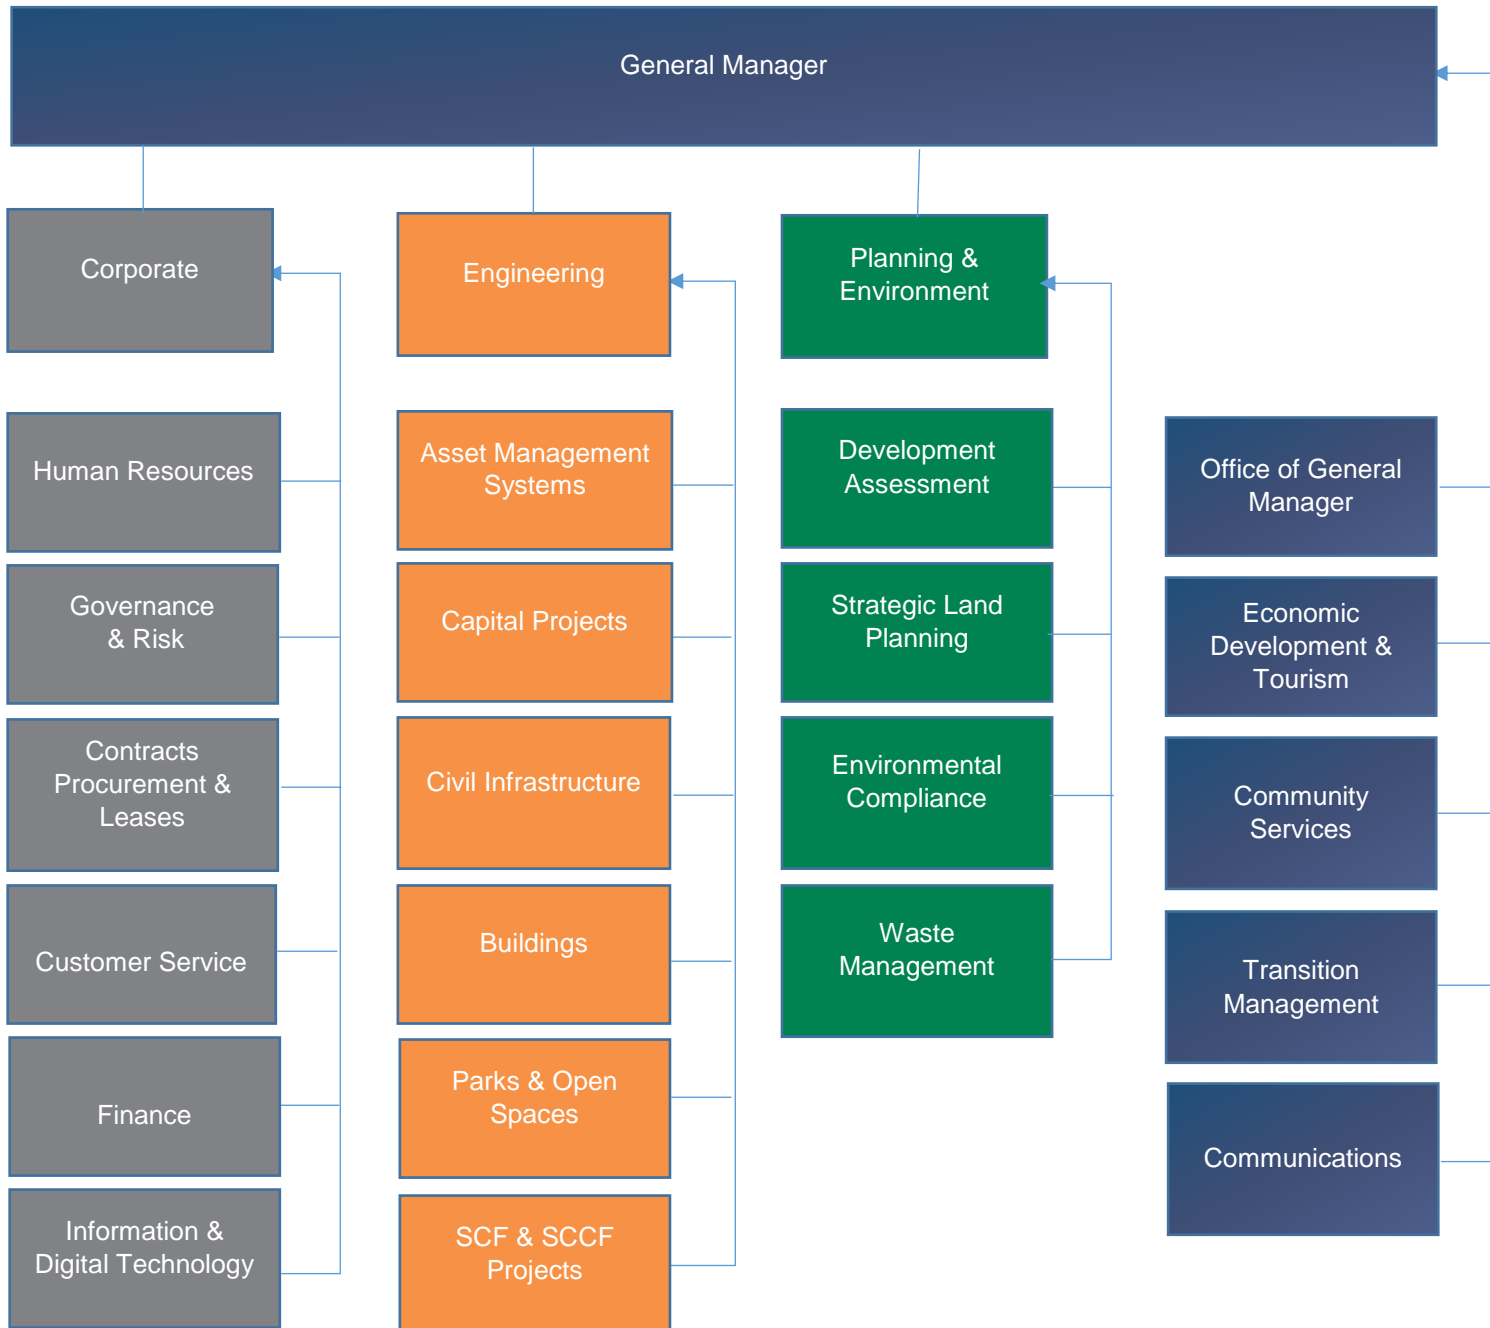 General Manager
Corporate
Human Resources
Governance
& Risk
Contracts
Procurement &
Leases
Customer Service
Finance
Information &
Digital Technology
Engineering
Asset Management
Systems
Capital Projects
Civil Infrastructure
Buildings
Parks & Open
Spaces
SCF & SCCF
Projects
Planning &
Environment
Development
Assessment
Strategic Land
Planning
Environmental
Compliance
Waste
Management
Office of General
Manager
Economic
Development &
Tourism
Community
Services
Transition
Management
Communications